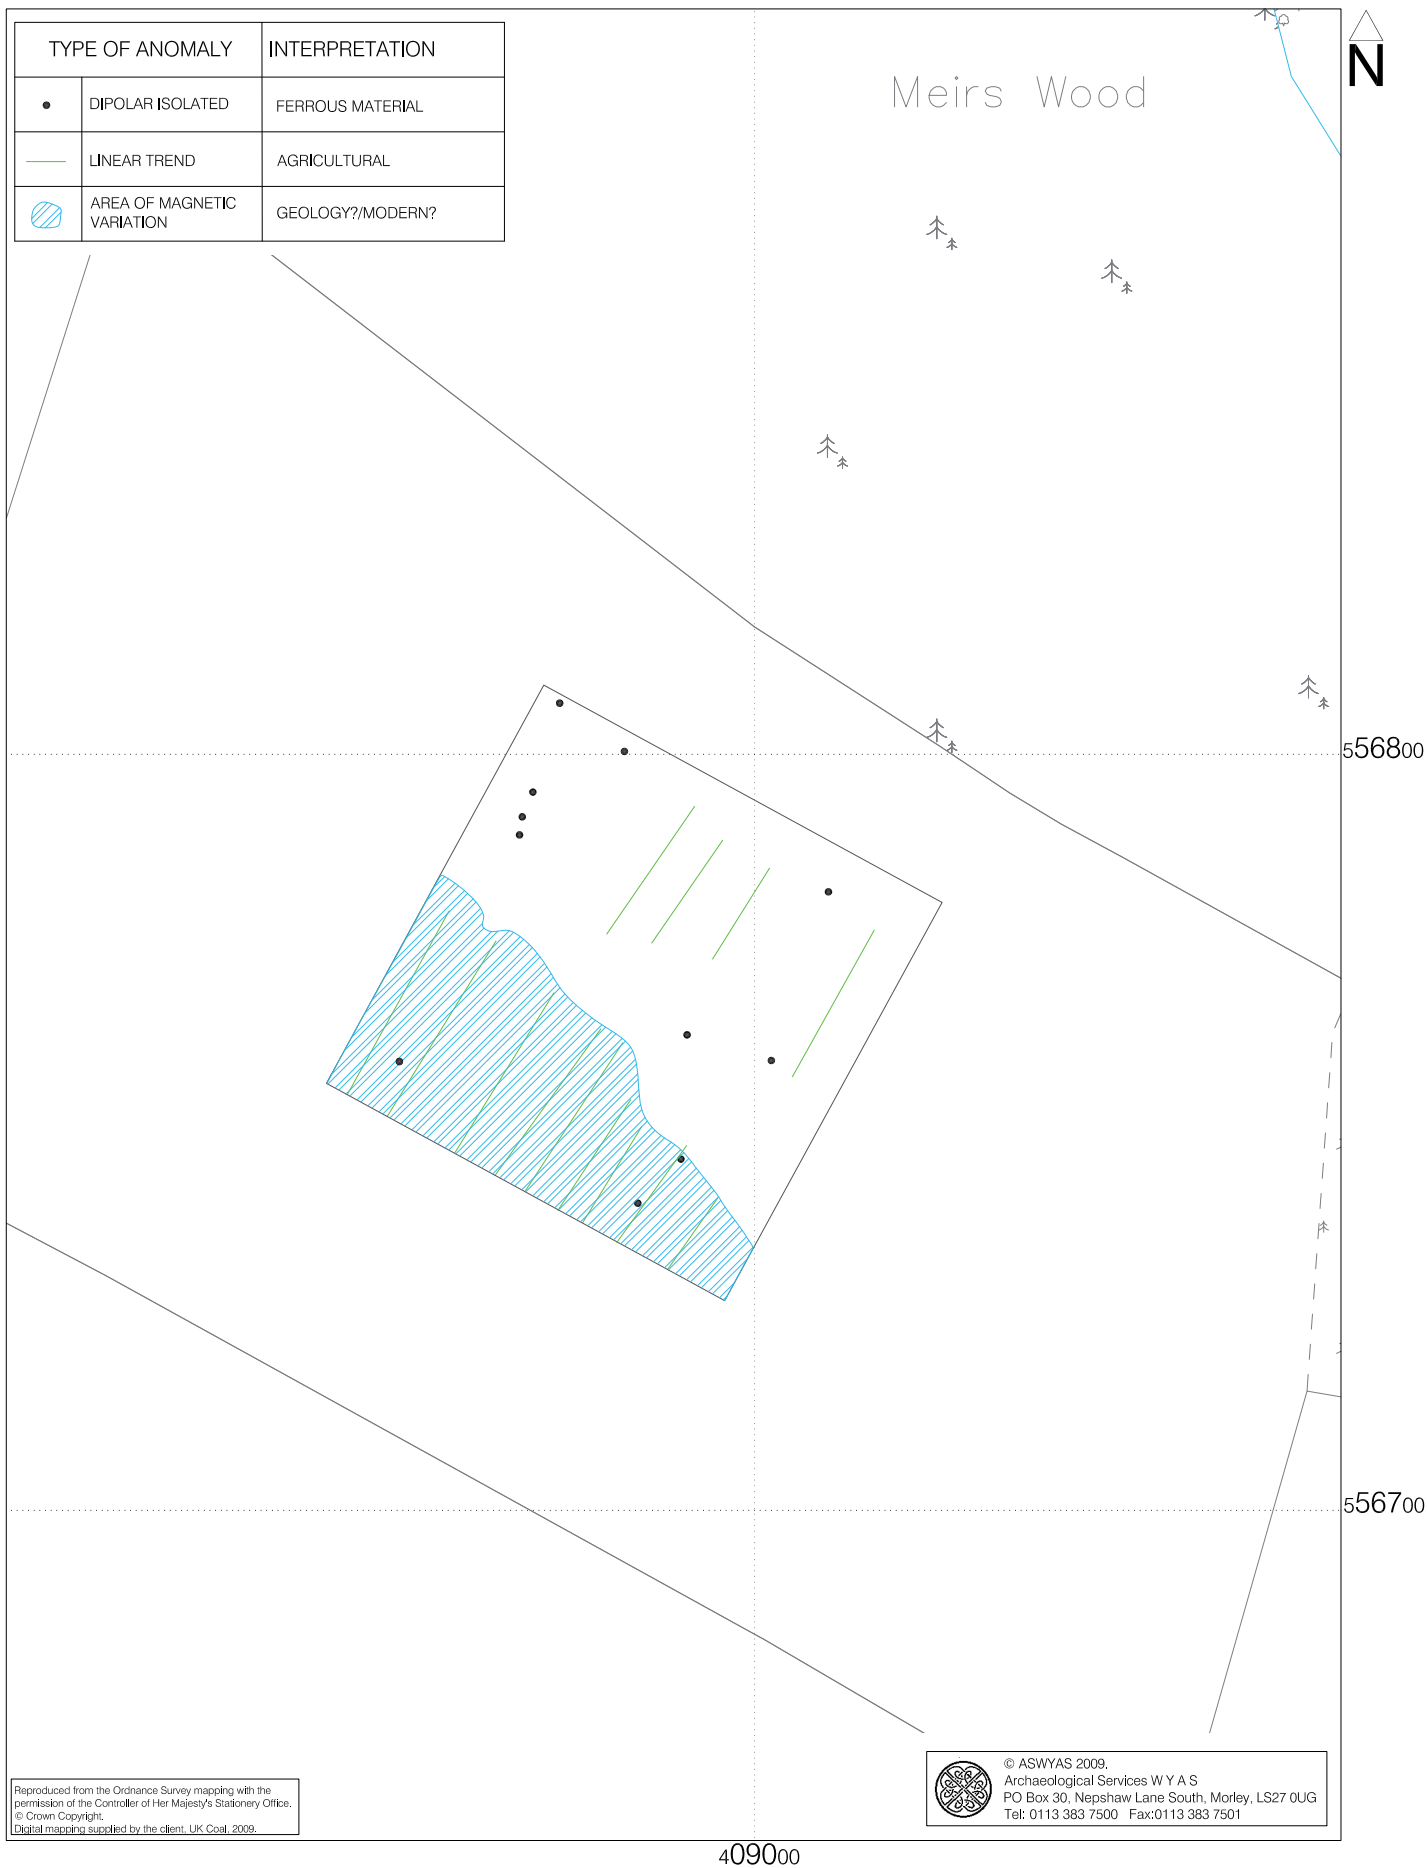 TYPE OF ANOMALY INTERPRETATION
DIPOLAR ISOLATED FERROUS MATERIAL
LINEAR TREND AGRICULTURAL
AREA OF MAGNETIC
VARIATION
GEOLOGY?/MODERN?
Meirs Wood
N
556800
556700
Reproduced from the Ordnance Survey mapping with the
permission of the Controller of Her Majesty's Stationery Office.
© Crown Copyright.
Digital mapping supplied by the client, UK Coal, 2009.
© ASWYAS 2009.
Archaeological Services W Y A S
PO Box 30, Nepshaw Lane South, Morley, LS27 0UG
Tel: 0113 383 7500 Fax:0113 383 7501
409000